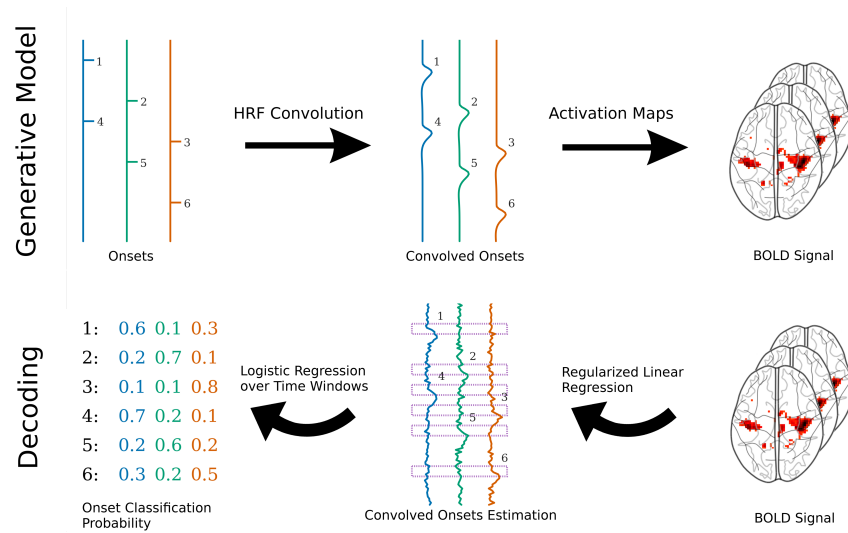 Generative Model
1
4
2
5
3
6
Onsets
HRF Convolution
1
4
2
5
3
6
Convolved Onsets
Activation Maps
BOLD Signal
Decoding
1: 0.6 0.1 0.3
2: 0.2 0.7 0.1
3: 0.1 0.1 0.8
4: 0.7 0.2 0.1
5: 0.2 0.6 0.2
6: 0.3 0.2 0.5
Onset Classification
Probability
Logistic Regression
over Time Windows
1
2
4
3
5
6
Convolved Onsets Estimation
Regularized Linear
Regression
BOLD Signal